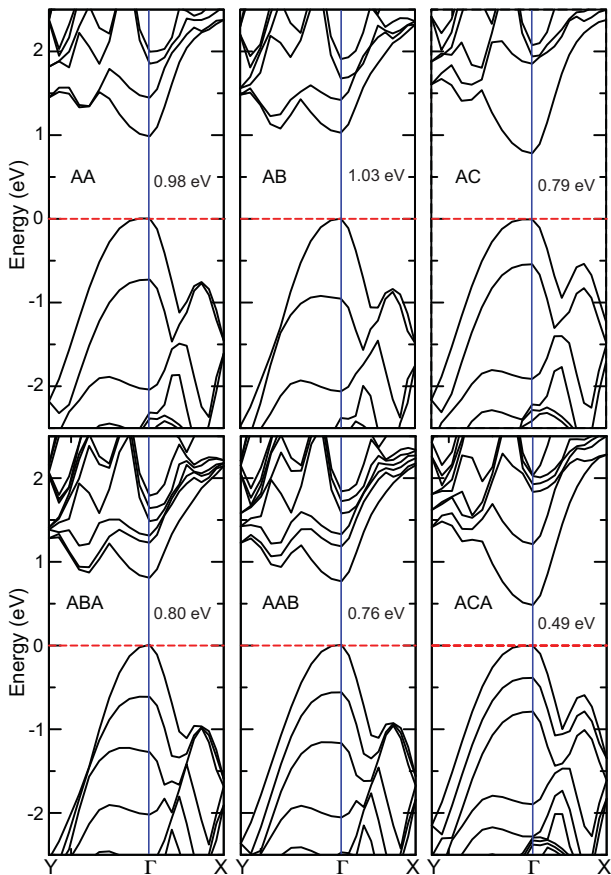 2
1
0
-1
-2
Energy (eV)
AA
0.98 eV
AB
1.03 eV
AC
0.79 eV
2
1
0
-1
-2
Energy (eV)
ABA
0.80 eV
AAB
0.76 eV
ACA
0.49 eV
Y
Γ
X
Y
Γ
X
Y
Γ
X